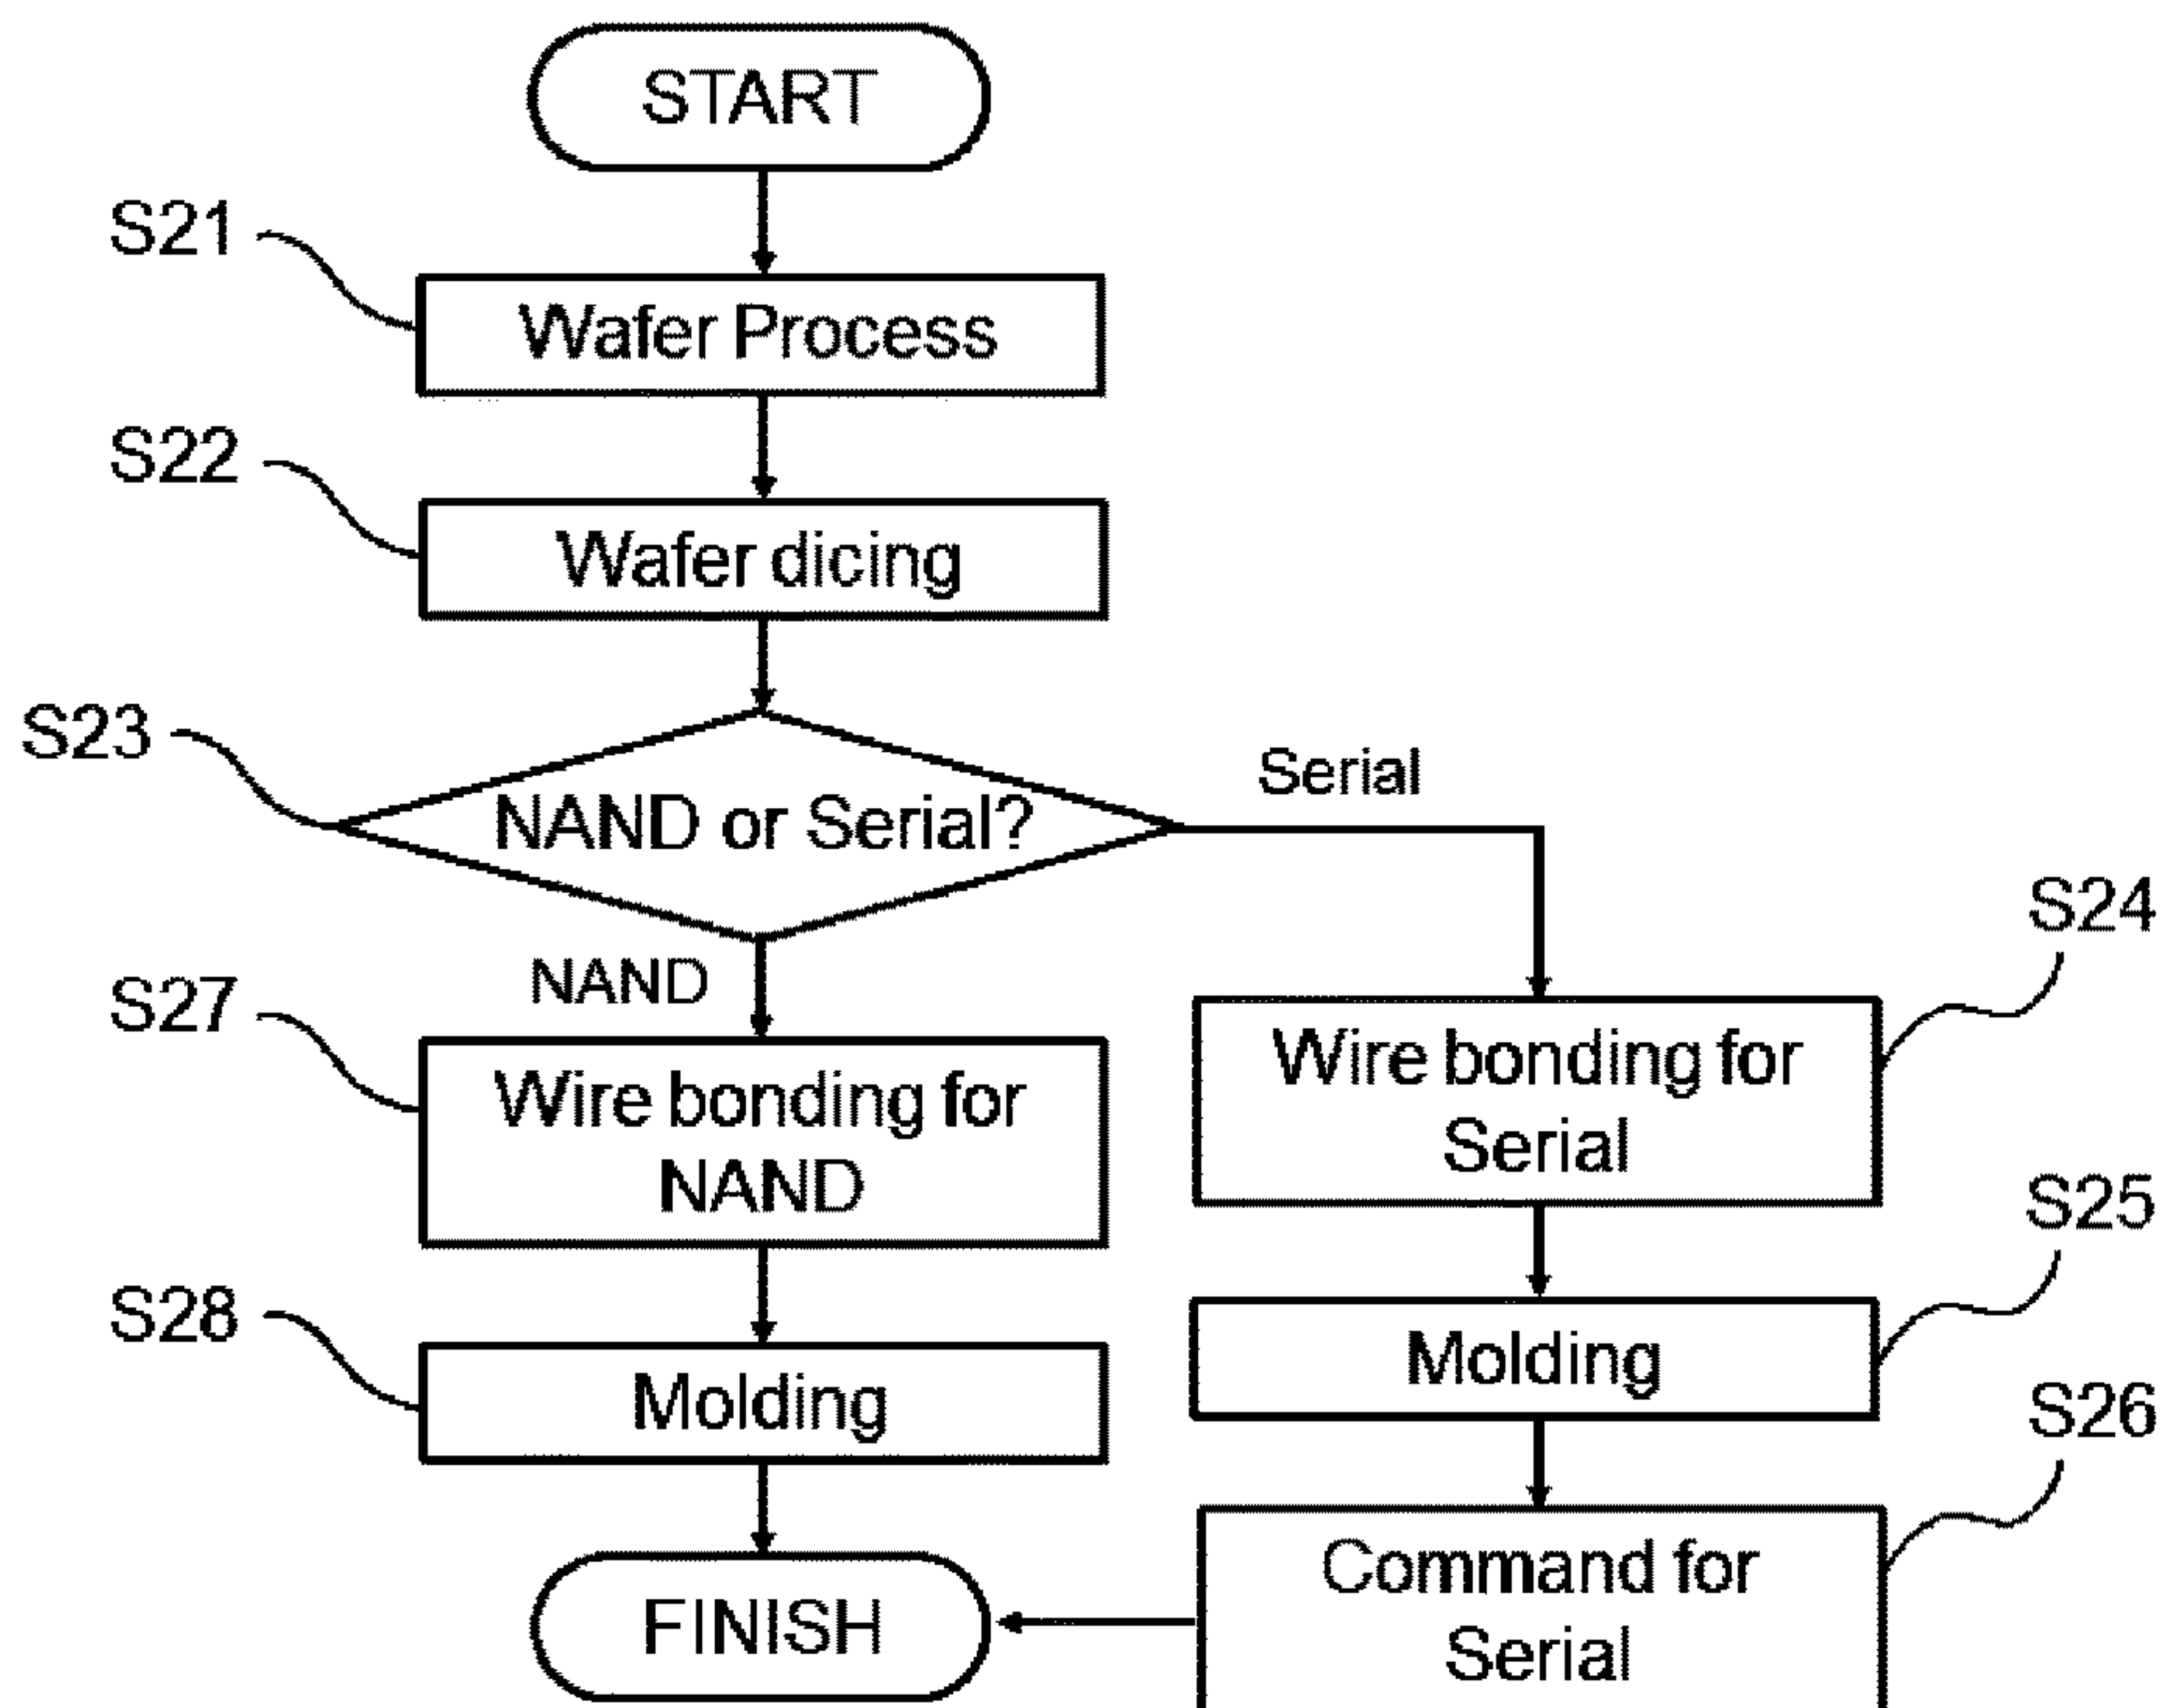 START
S21
Wafer Process
S22
Wafer dicing
S23
NAND or Serial?
Serial
NAND
S27
Wire bonding for
NAND
S28
Molding
FINISH
S24
Wire bonding for
Serial
S25
Molding
S26
Command for
Serial